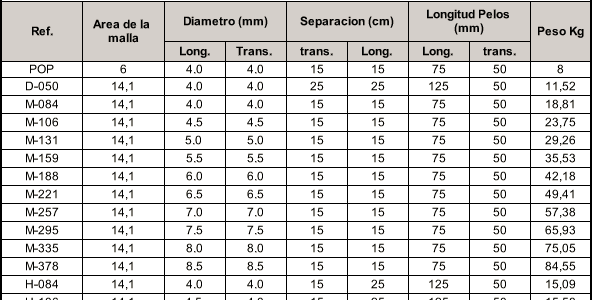 Ref. Area de la malla Diametro (mm) Separacion (cm) Longitud Pelos (mm) Peso Kg
Long. Trans. trans. Long. Long. trans.
POP 6 4.0 4.0 15 15 75 50 8
D-050 14,1 4.0 4.0 25 25 125 50 11,52
M-084 14,1 4.0 4.0 15 15 75 50 18,81
M-106 14,1 4.5 4.5 15 15 75 50 23,75
M-131 14,1 5.0 5.0 15 15 75 50 29,26
M-159 14,1 5.5 5.5 15 15 75 50 35,53
M-188 14,1 6.0 6.0 15 15 75 50 42,18
M-221 14,1 6.5 6.5 15 15 75 50 49,41
M-257 14,1 7.0 7.0 15 15 75 50 57,38
M-295 14,1 7.5 7.5 15 15 75 50 65,93
M-335 14,1 8.0 8.0 15 15 75 50 75,05
M-378 14,1 8.5 8.5 15 15 75 50 84,55
H-084 14,1 4.0 4.0 15 25 125 50 15,09